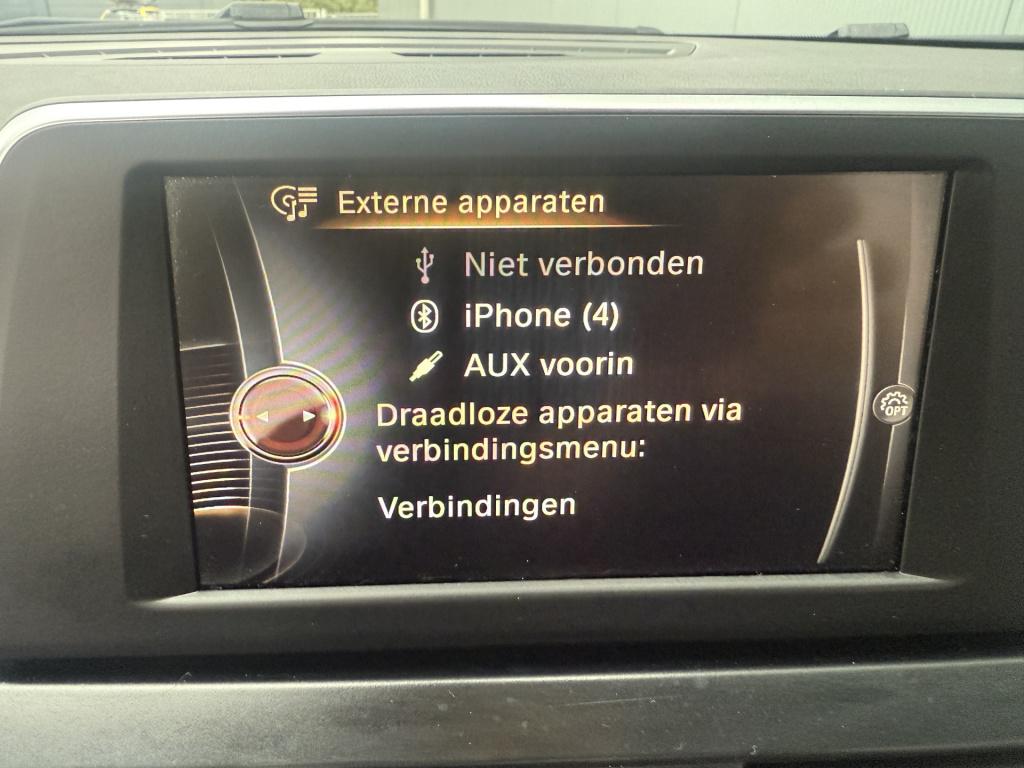 Externe apparaten
Niet verbonden
iPhone (4)
AUX voorin
OPT
Draadloze apparaten via
verbindingsmenu:
Verbindingen